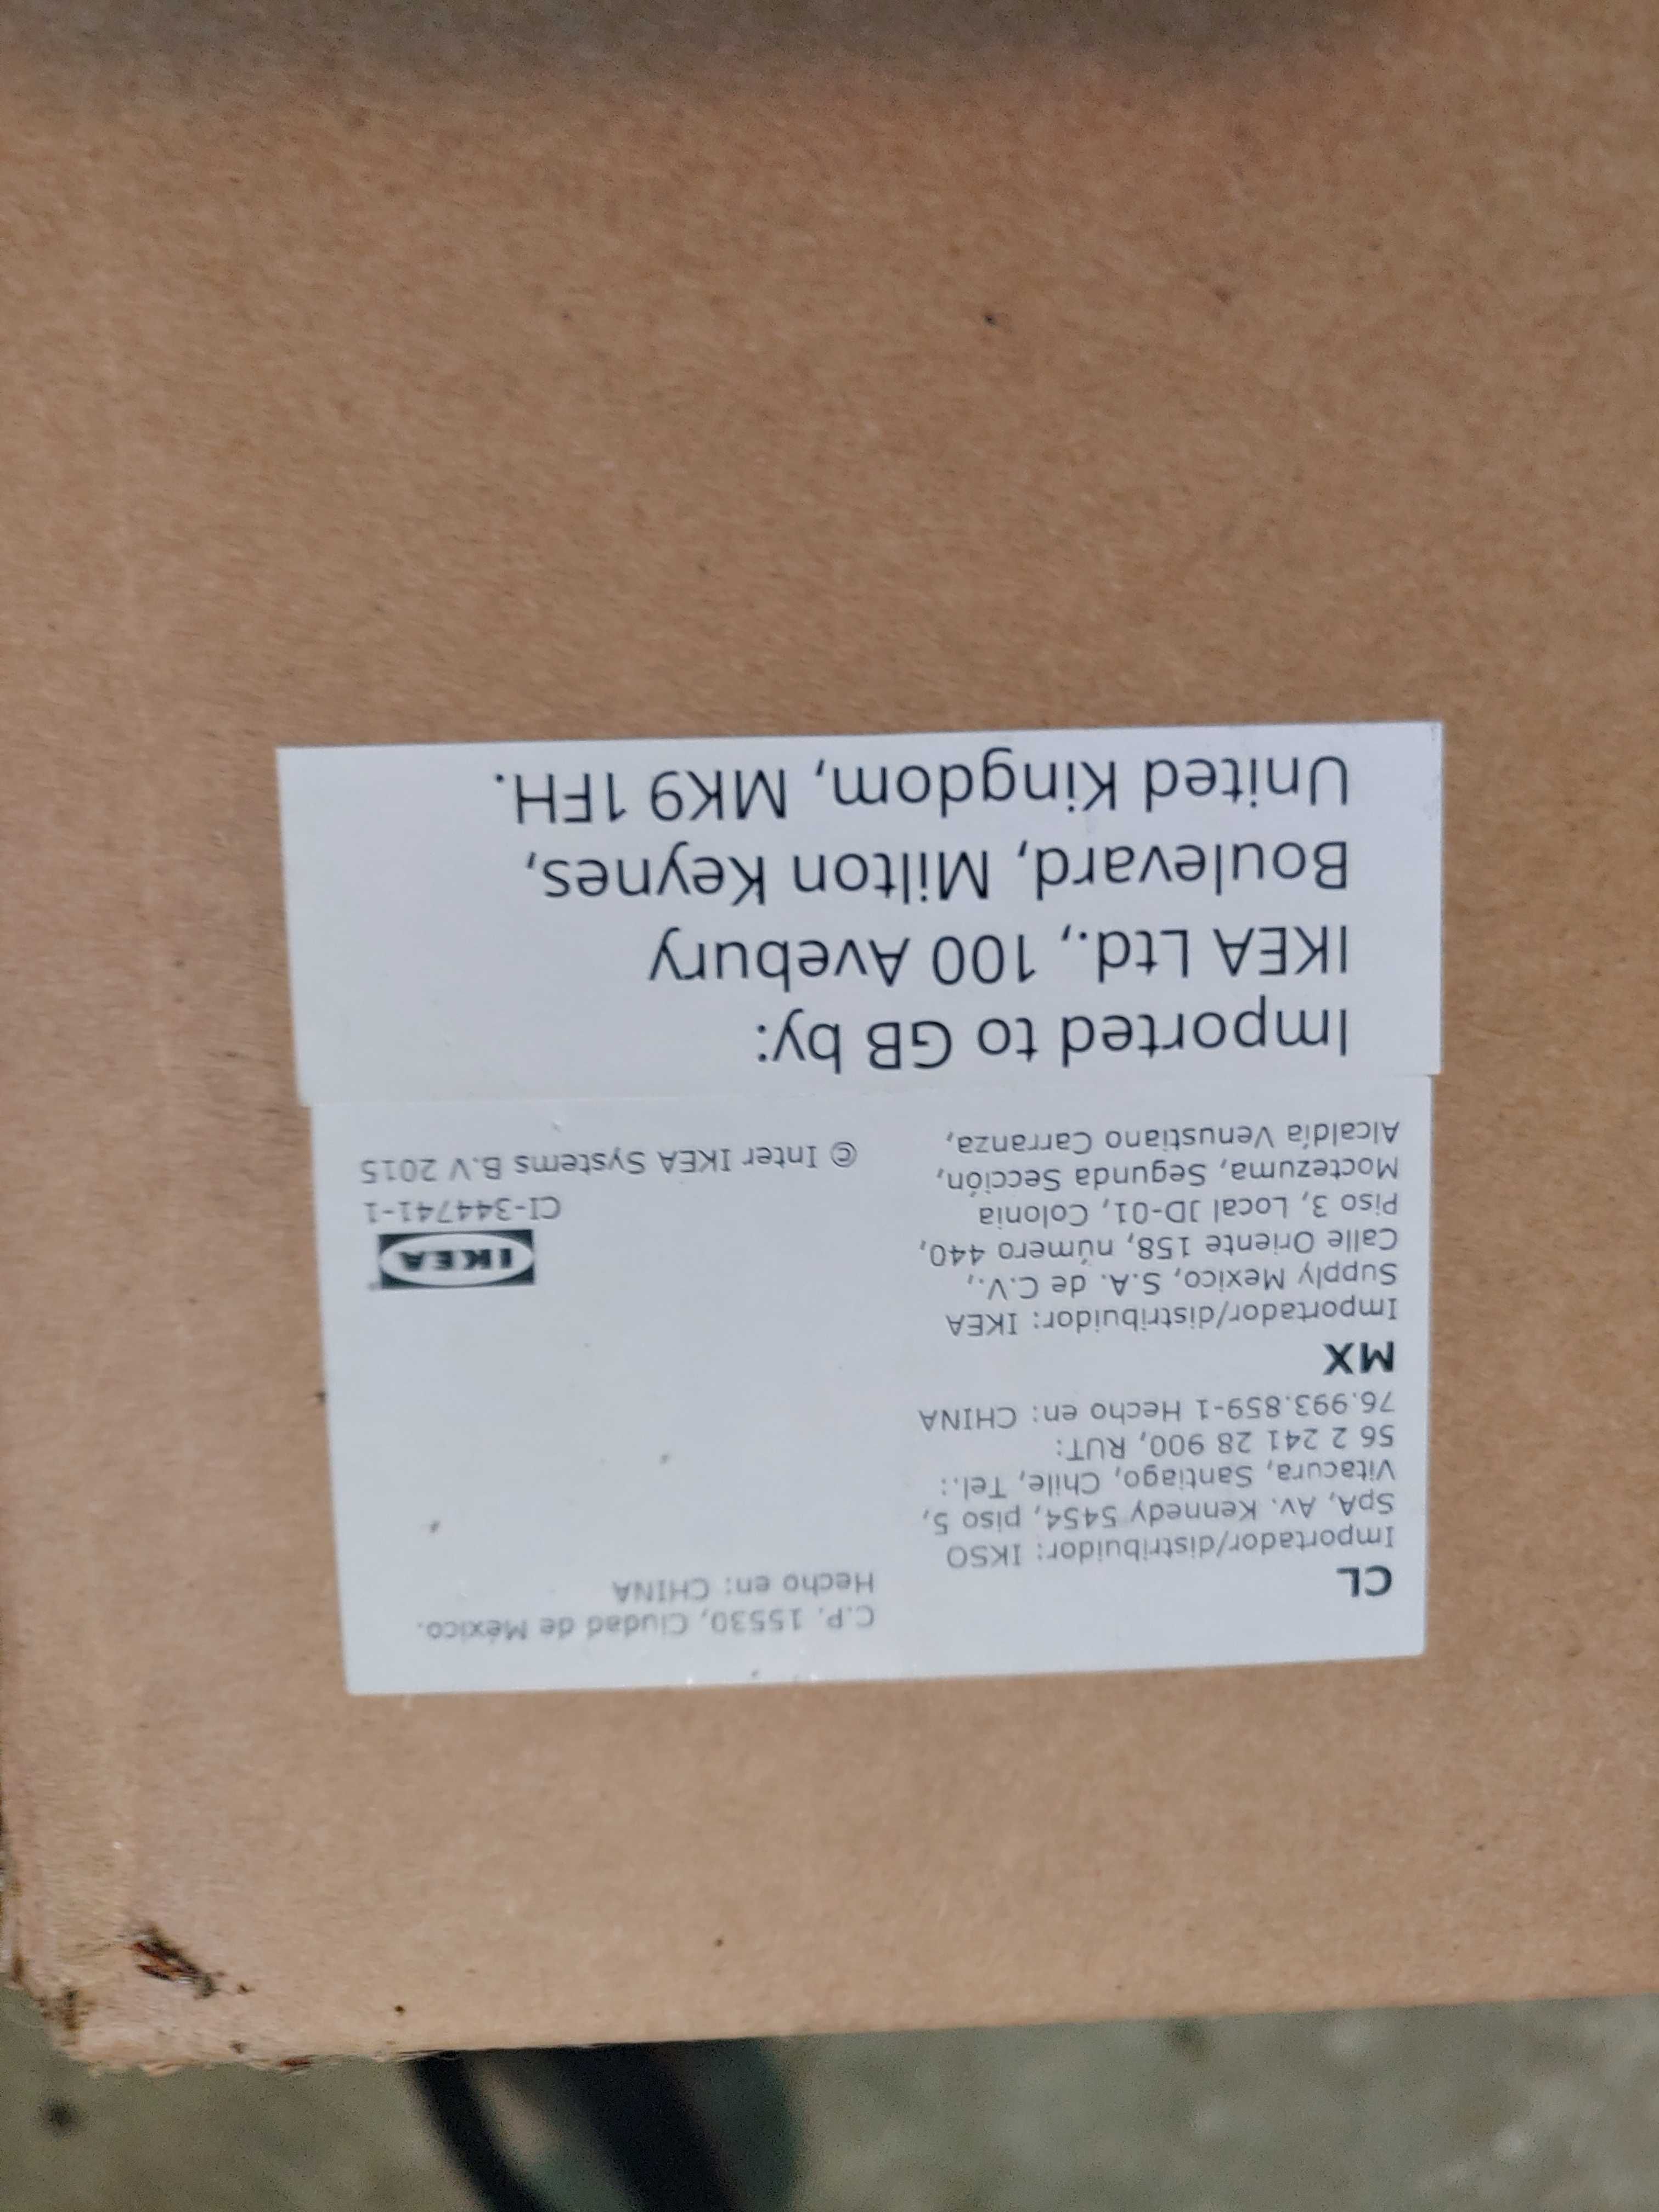 C.P. 15530, Ciudad de México.
Hecho en: CHINA
CL
Importador/distribuidor: IKSO
SpA, Av. Kennedy 5454, piso 5,
Vitacura, Santiago, Chile, Tel.:
56 2 241 28 900, RUT:
76.993.859-1 Hecho en: CHINA
MX
Importador/distribuidor: IKEA
Supply Mexico, S.A. de C.V.,
Calle Oriente 158, número 440,
Piso 3, Local JD-01, Colonia
Moctezuma, Segunda Sección,
Alcaldía Venustiano Carranza,
IKEA
CI-344741-1
© Inter IKEA Systems B.V 2015
Imported to GB by:
IKEA Ltd., 100 Avebury
Boulevard, Milton Keynes,
United Kingdom, MK9 1FH.